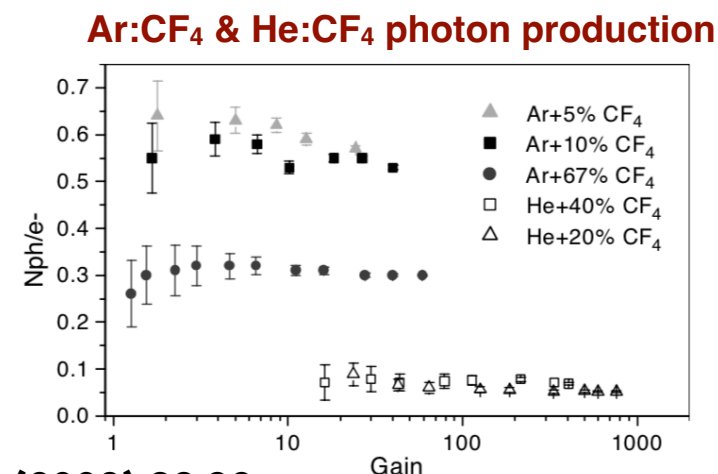 Ar:CF₄ & He:CF₄ photon production
0.7
0.6
0.5
0.4
0.3
0.2
0.1
0.0
Nph/e-
Ar+5% CF₄
Ar+10% CF₄
Ar+67% CF₄
He+40% CF₄
He+20% CF₄
1 10 100 1000
Gain